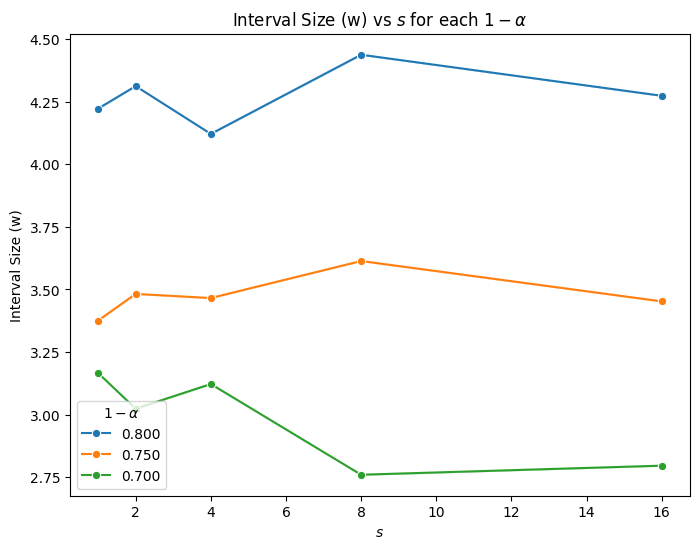 Interval Size (w) vs s for each 1 − α
4.50
4.25
4.00
3.75
3.50
3.25
3.00
2.75
Interval Size (w)
1 − α
0.800
0.750
0.700
2 4 6 8 10 12 14 16
s